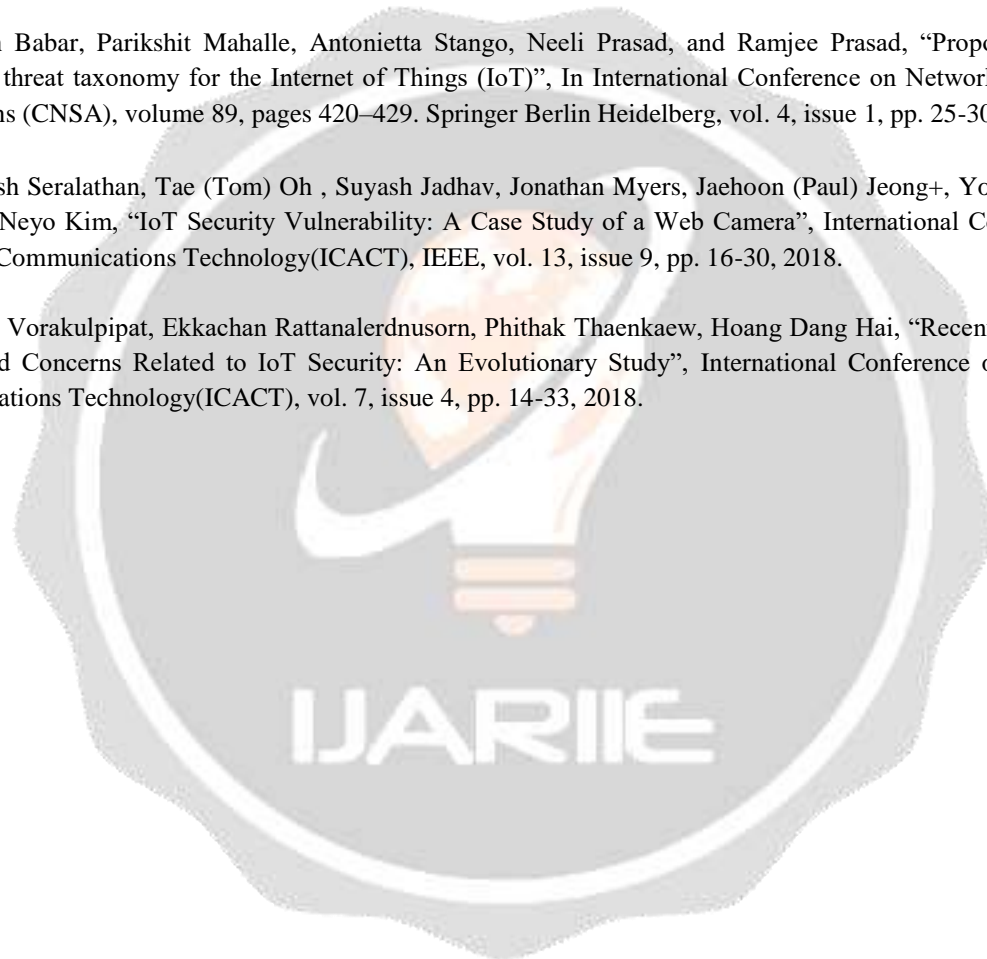 Babar, Parikshit Mahalle, Antonietta Stango, Neeli Prasad, and Ramjee Prasad, “Propo
threat taxonomy for the Internet of Things (IoT)”, In International Conference on Network
ns (CNSA), volume 89, pages 420–429. Springer Berlin Heidelberg, vol. 4, issue 1, pp. 25-30
sh Seralathan, Tae (Tom) Oh , Suyash Jadhav, Jonathan Myers, Jaehoon (Paul) Jeong+, Yo
Neyo Kim, “IoT Security Vulnerability: A Case Study of a Web Camera”, International Co
Communications Technology(ICACT), IEEE, vol. 13, issue 9, pp. 16-30, 2018.
Vorakulpipat, Ekkachan Rattanalerdnusorn, Phithak Thaenkaew, Hoang Dang Hai, “Recen
d Concerns Related to IoT Security: An Evolutionary Study”, International Conference o
ations Technology(ICACT), vol. 7, issue 4, pp. 14-33, 2018.
IJARIIE